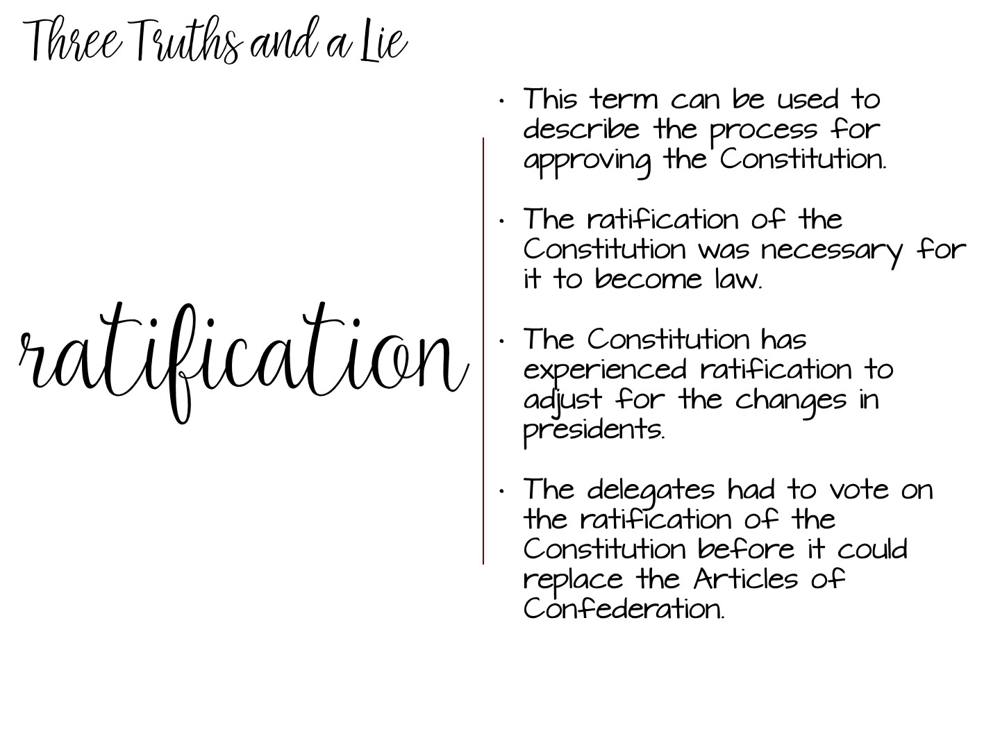 Three Truths and a Lie
ratification
• This term can be used to
describe the process for
approving the Constitution.
• The ratification of the
Constitution was necessary for
it to become law.
• The Constitution has
experienced ratification to
adjust for the changes in
presidents.
• The delegates had to vote on
the ratification of the
Constitution before it could
replace the Articles of
Confederation.